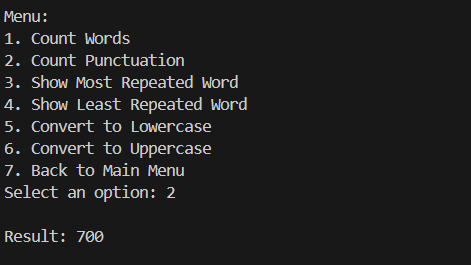 Menu:
1. Count Words
2. Count Punctuation
3. Show Most Repeated Word
4. Show Least Repeated Word
5. Convert to Lowercase
6. Convert to Uppercase
7. Back to Main Menu
Select an option: 2
Result: 700